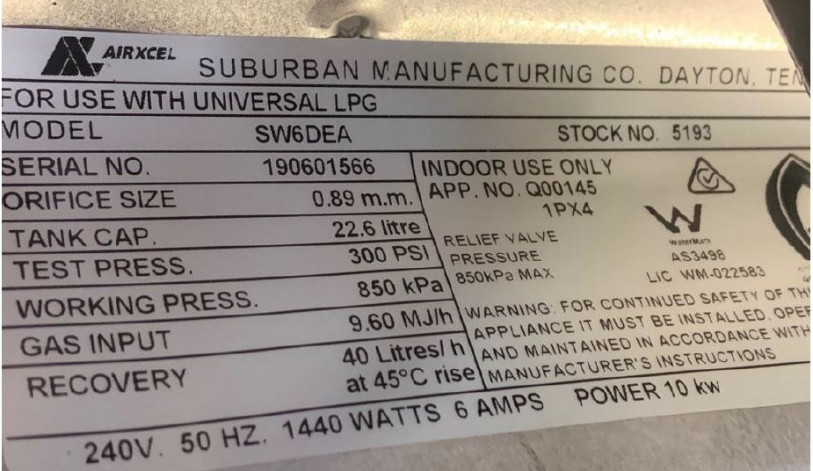 AIRXCEL
SUBURBAN MANUFACTURING CO. DAYTON. TEN
FOR USE WITH UNIVERSAL LPG
MODEL SW6DEA STOCK NO. 5193
SERIAL NO. 190601566
ORIFICE SIZE 0.89 m.m.
TANK CAP. 22.6 litre
TEST PRESS. 300 PSI
WORKING PRESS. 850 kPa
GAS INPUT 9.60 MJ/h
RECOVERY 40 Litres/ h
at 45°C rise
INDOOR USE ONLY
APP. NO. Q00145
1PX4
RELIEF VALVE
PRESSURE
850kPa MAX
WaterMark
AS3498
LIC WM-022583
WARNING: FOR CONTINUED SAFETY OF TH
APPLIANCE IT MUST BE INSTALLED, OPE
AND MAINTAINED IN ACCORDANCE WITH
MANUFACTURER'S INSTRUCTIONS
240V. 50 HZ. 1440 WATTS 6 AMPS POWER 10 kw